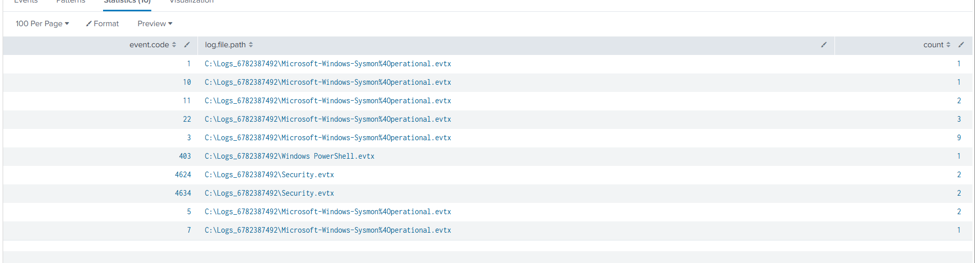 Events Patterns Statistics (10) Visualization
100 Per Page Format Preview
event.code log.file.path count
1 C:\Logs_6782387492\Microsoft-Windows-Sysmon%4Operational.evtx 1
10 C:\Logs_6782387492\Microsoft-Windows-Sysmon%4Operational.evtx 1
11 C:\Logs_6782387492\Microsoft-Windows-Sysmon%4Operational.evtx 2
22 C:\Logs_6782387492\Microsoft-Windows-Sysmon%4Operational.evtx 3
3 C:\Logs_6782387492\Microsoft-Windows-Sysmon%4Operational.evtx 9
403 C:\Logs_6782387492\Windows PowerShell.evtx 1
4624 C:\Logs_6782387492\Security.evtx 2
4634 C:\Logs_6782387492\Security.evtx 2
5 C:\Logs_6782387492\Microsoft-Windows-Sysmon%4Operational.evtx 2
7 C:\Logs_6782387492\Microsoft-Windows-Sysmon%4Operational.evtx 1